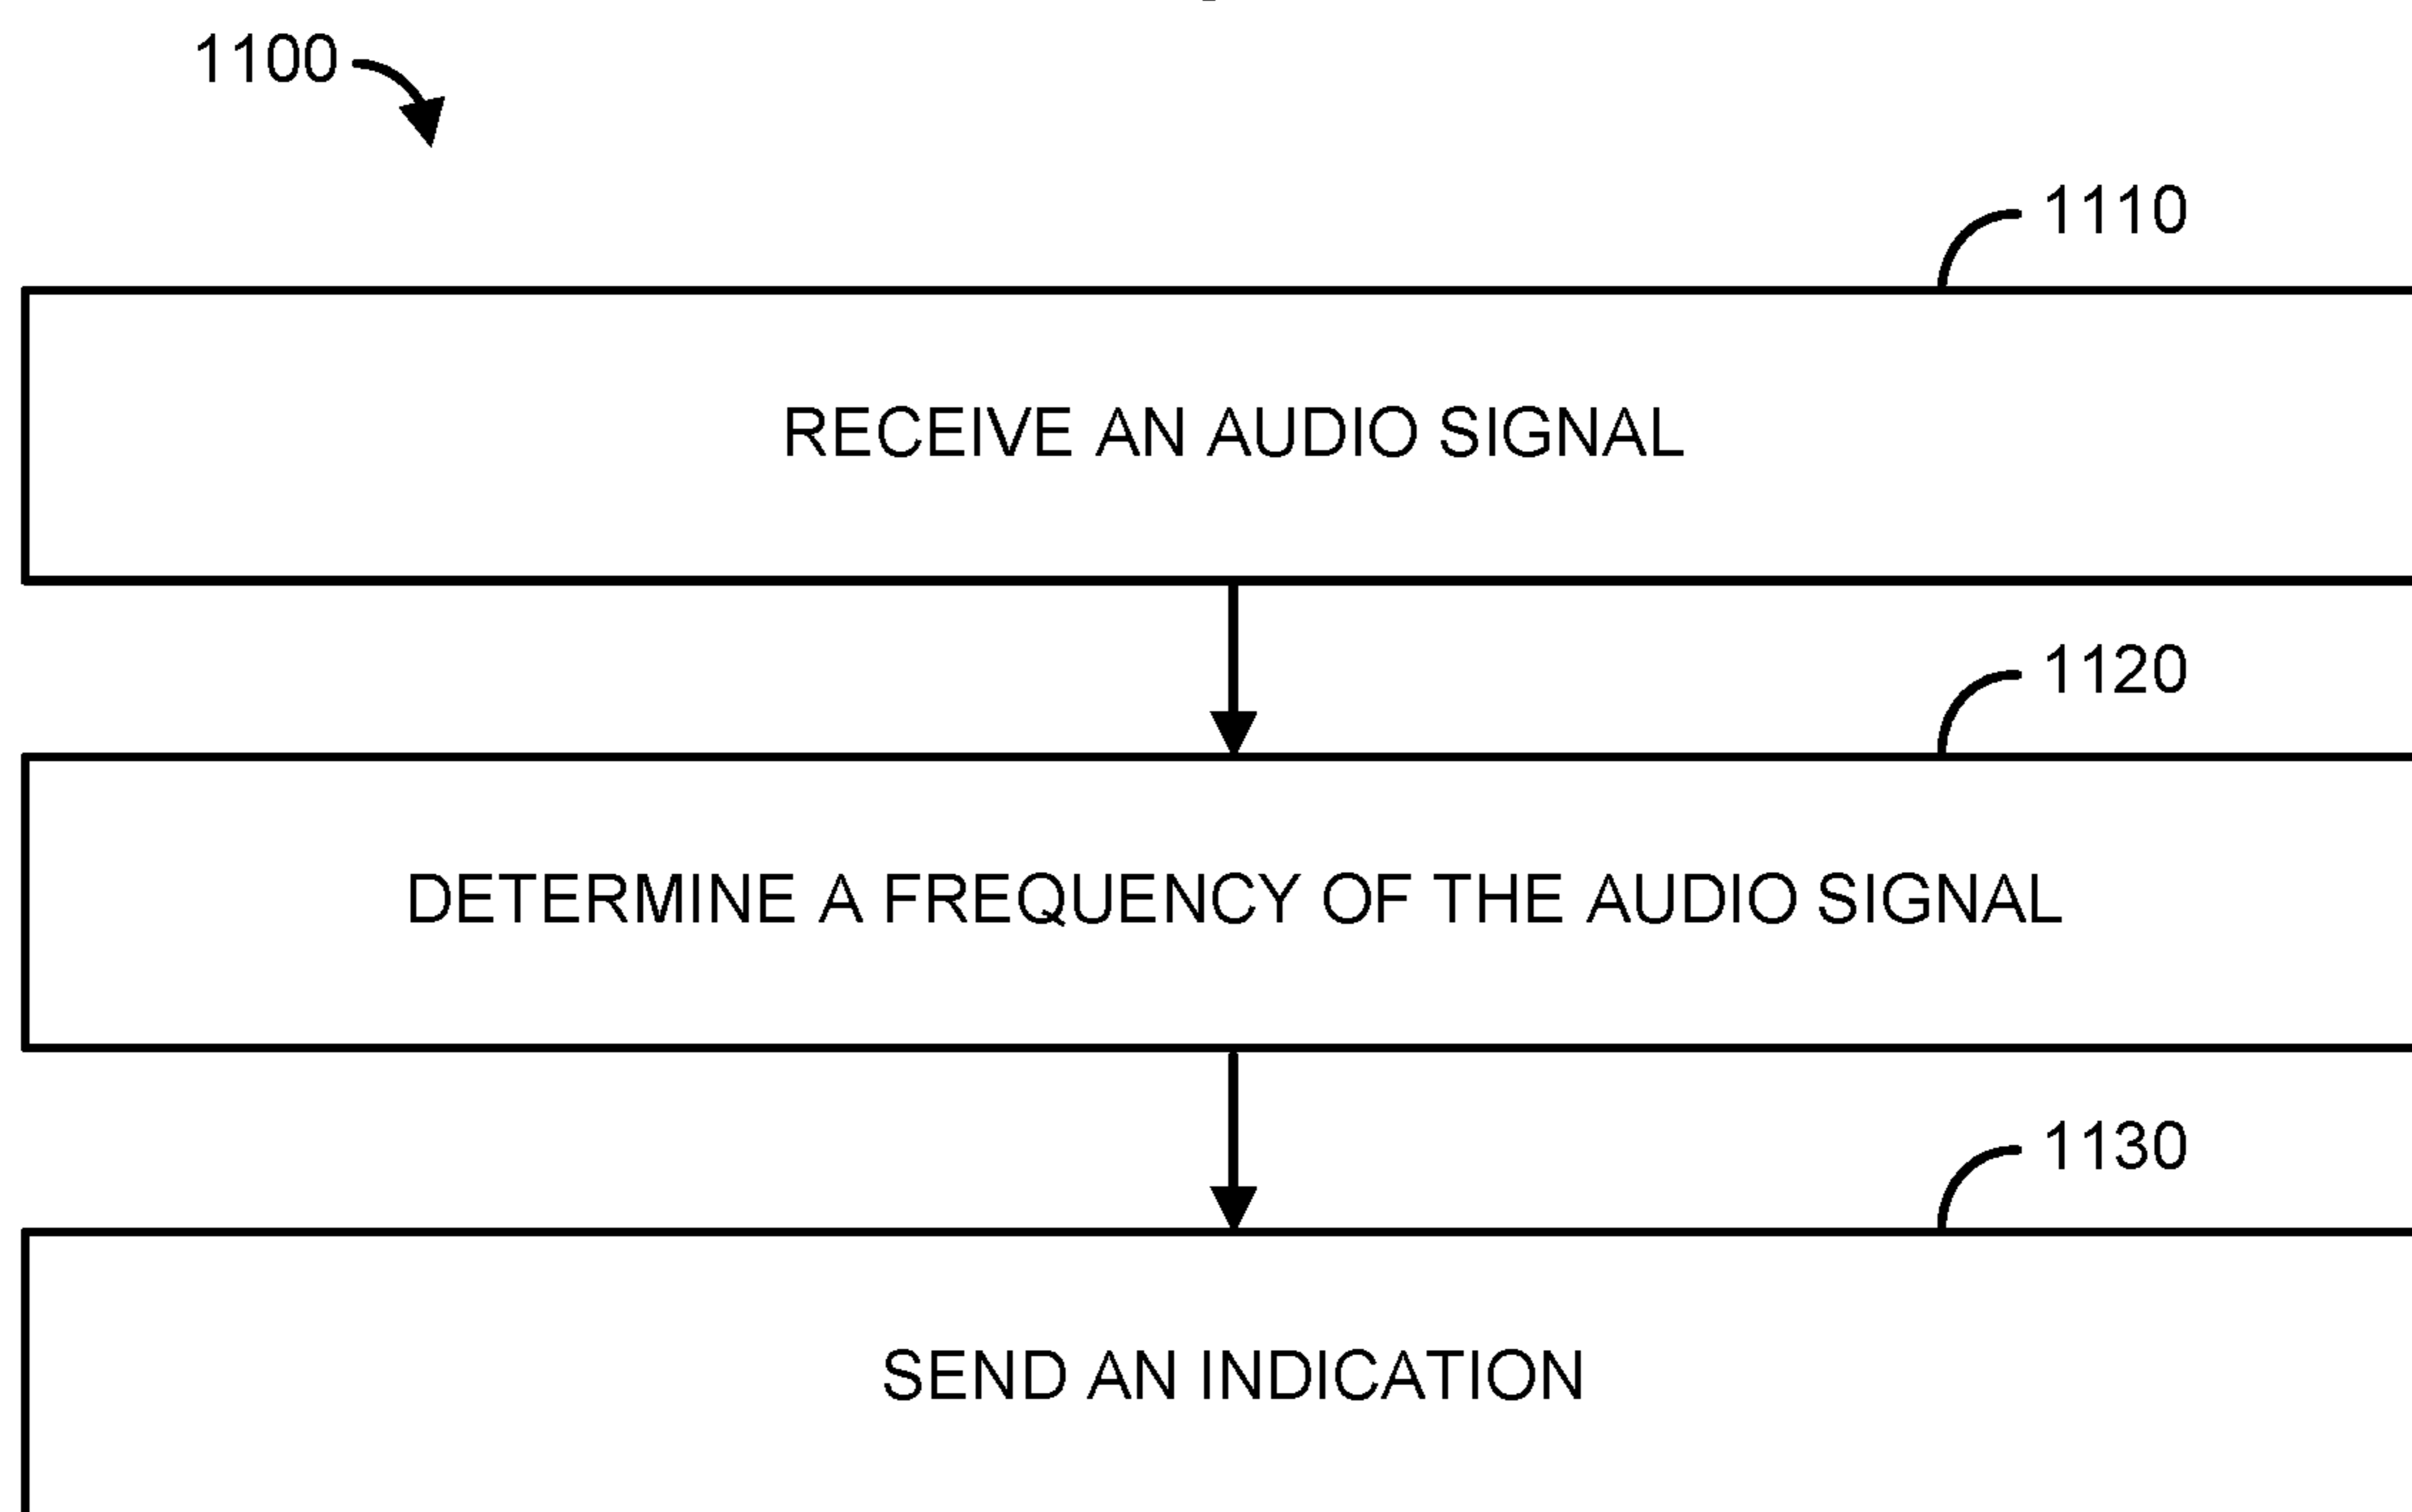 1100
1110
RECEIVE AN AUDIO SIGNAL
1120
DETERMINE A FREQUENCY OF THE AUDIO SIGNAL
1130
SEND AN INDICATION